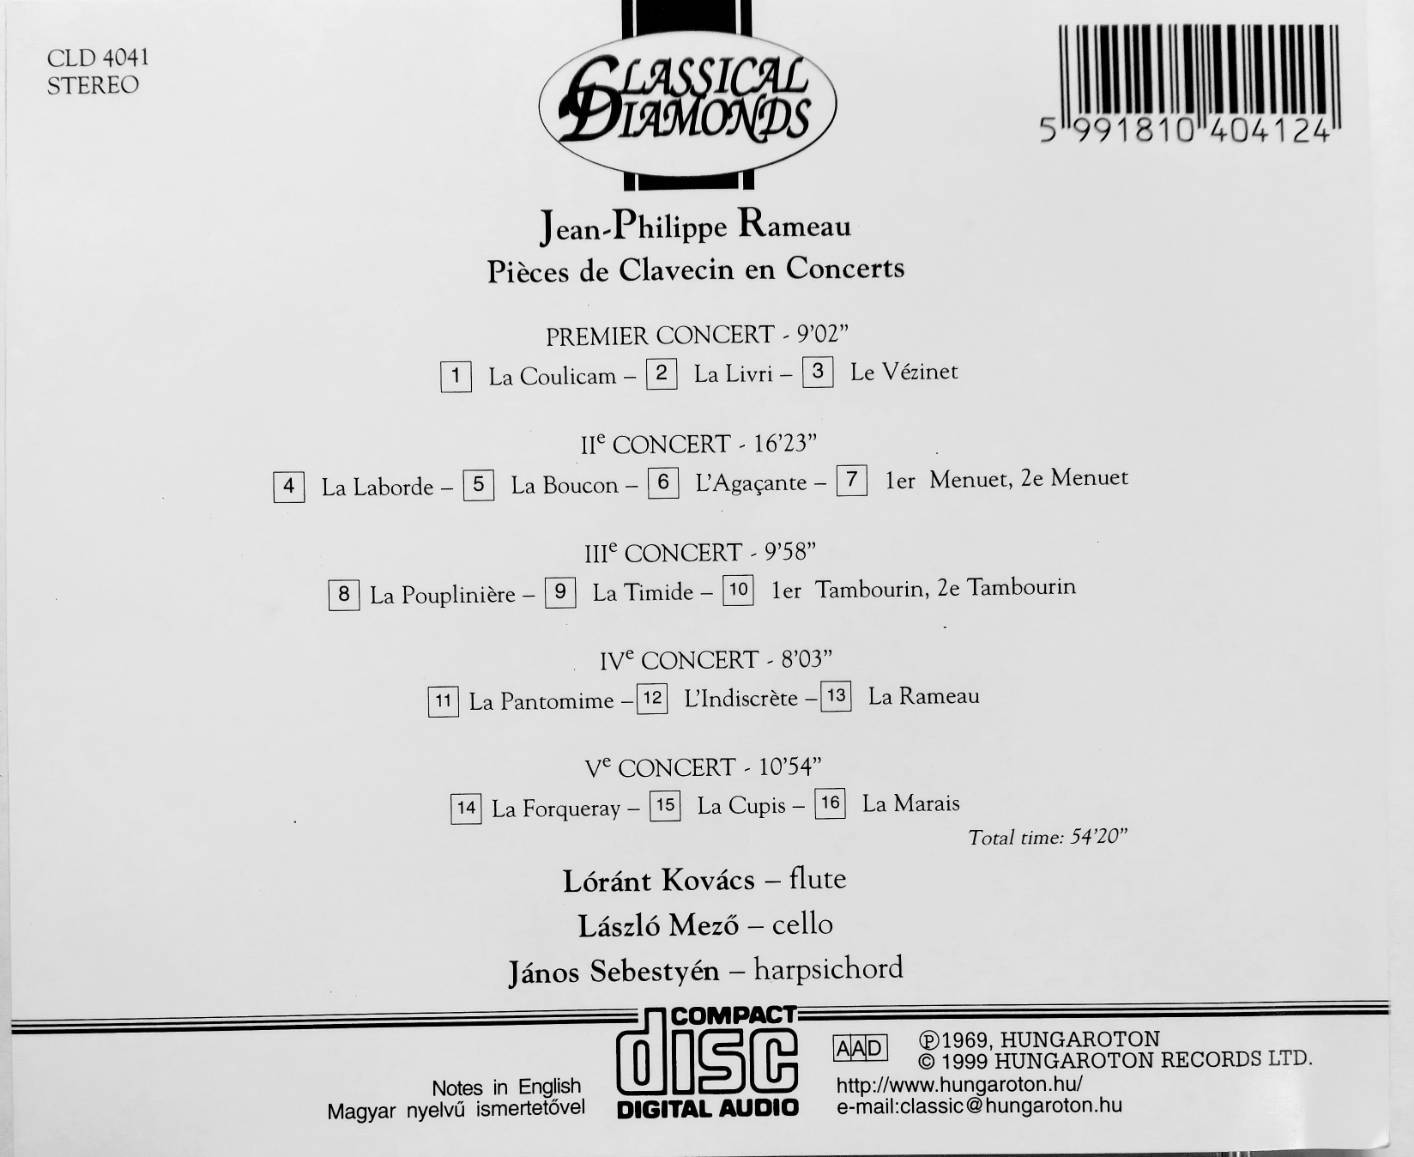 CLD 4041
STEREO
CLASSICAL
DIAMONDS
5 991810 404124
Jean-Philippe Rameau
Pièces de Clavecin en Concerts
PREMIER CONCERT - 9'02”
1 La Coulicam – 2 La Livri – 3 Le Vézinet
IIe CONCERT - 16'23”
4 La Laborde – 5 La Boucon – 6 L'Agaçante – 7 1er Menuet, 2e Menuet
IIIe CONCERT - 9'58”
8 La Pouplinière – 9 La Timide – 10 1er Tambourin, 2e Tambourin
IVe CONCERT - 8'03”
11 La Pantomime – 12 L'Indiscrète – 13 La Rameau
Ve CONCERT - 10'54”
14 La Forqueray – 15 La Cupis – 16 La Marais
Total time: 54'20”
Lóránt Kovács – flute
László Mező – cello
János Sebestyén – harpsichord
Notes in English
Magyar nyelvű ismertetővel
COMPACT
disc
DIGITAL AUDIO
AAD
℗1969, HUNGAROTON
© 1999 HUNGAROTON RECORDS LTD.
http://www.hungaroton.hu/
e-mail:classic@hungaroton.hu